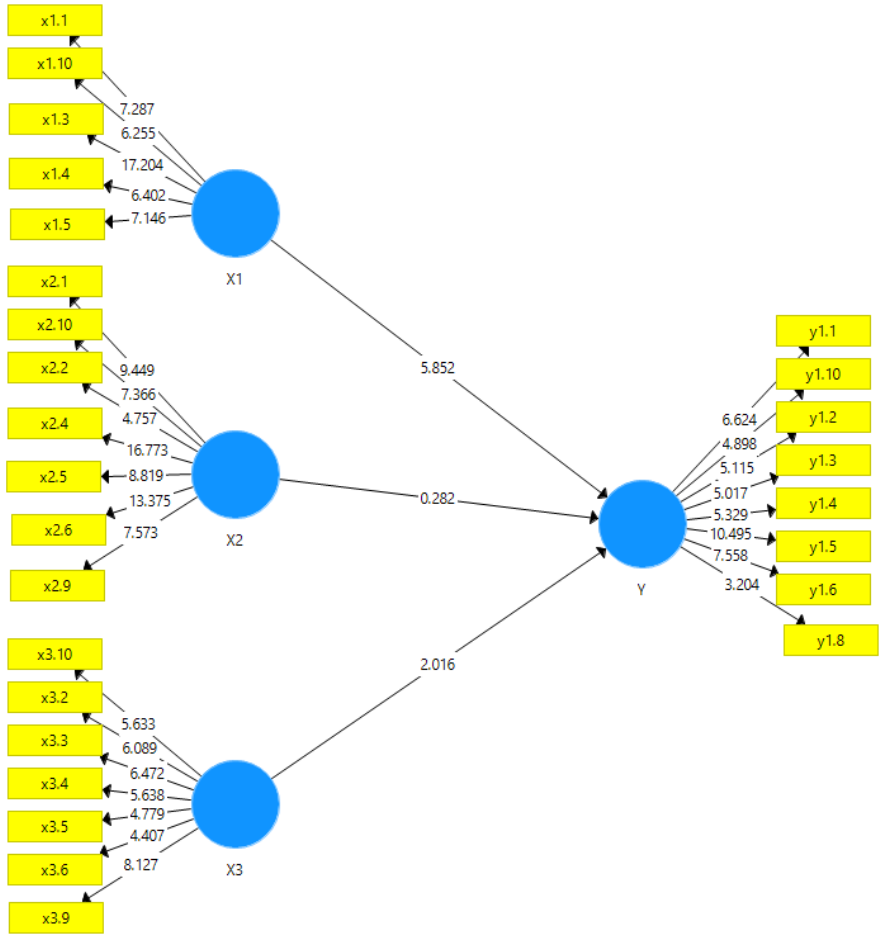 x1.1
x1.10
x1.3
x1.4
x1.5
7.287
6.255
17.204
6.402
7.146
X1
x2.1
x2.10
x2.2
x2.4
x2.5
x2.6
x2.9
9.449
7.366
4.757
16.773
8.819
13.375
7.573
X2
x3.10
x3.2
x3.3
x3.4
x3.5
x3.6
x3.9
5.633
6.089
6.472
5.638
4.779
4.407
8.127
X3
5.852
0.282
2.016
Y
6.624
4.898
5.115
5.017
5.329
10.495
7.558
3.204
y1.1
y1.10
y1.2
y1.3
y1.4
y1.5
y1.6
y1.8